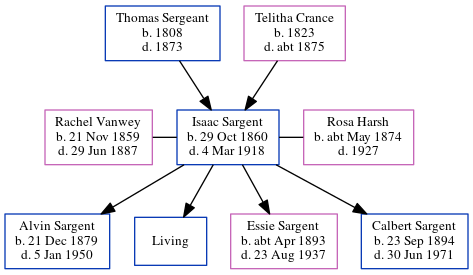 Thomas Sergeant
b. 1808
d. 1873
Telitha Crance
b. 1823
d. abt 1875
Rachel Vanwey
b. 21 Nov 1859
d. 29 Jun 1887
Isaac Sargent
b. 29 Oct 1860
d. 4 Mar 1918
Rosa Harsh
b. abt May 1874
d. 1927
Alvin Sargent
b. 21 Dec 1879
d. 5 Jan 1950
Living
Essie Sargent
b. abt Apr 1893
d. 23 Aug 1937
Calbert Sargent
b. 23 Sep 1894
d. 30 Jun 1971